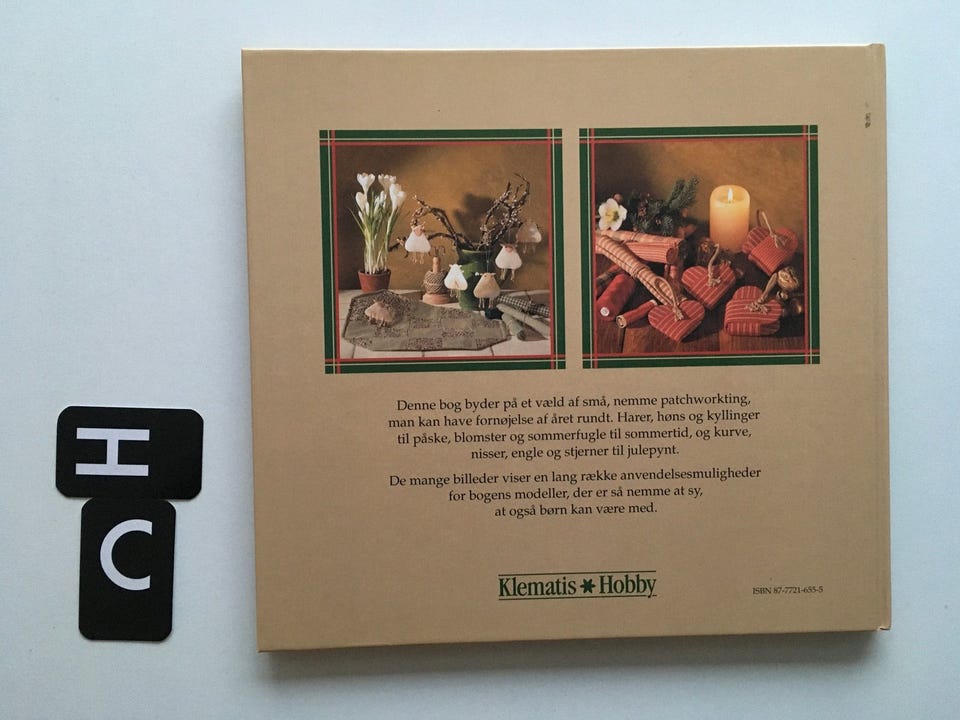 Denne bog byder på et væld af små, nemme patchworkting,
man kan have fornøjelse af året rundt. Harer, høns og kyllinger
til påske, blomster og sommerfugle til sommertid, og kurve,
nisser, engle og stjerner til julepynt.
De mange billeder viser en lang række anvendelsesmuligheder
for bogens modeller, der er så nemme at sy,
at også børn kan være med.
Klematis * Hobby
ISBN 87-7721-655-5
H
C